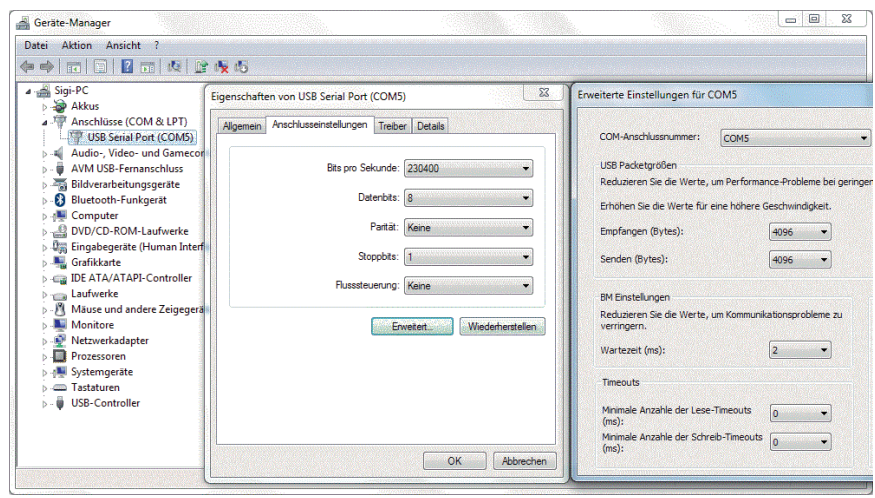 Geräte-Manager
Datei Aktion Ansicht ?
Sigi-PC
Akkus
Anschlüsse (COM & LPT)
USB Serial Port (COM5)
Audio-, Video- und Gamecon
AVM USB-Fernanschluss
Bildverarbeitungsgeräte
Bluetooth-Funkgerät
Computer
DVD/CD-ROM-Laufwerke
Eingabegeräte (Human Interf
Grafikkarte
IDE ATA/ATAPI-Controller
Laufwerke
Mäuse und andere Zeigegerä
Monitore
Netzwerkadapter
Prozessoren
Systemgeräte
Tastaturen
USB-Controller
Eigenschaften von USB Serial Port (COM5)
Allgemein Anschlusseinstellungen Treiber Details
Bits pro Sekunde: 230400
Datenbits: 8
Parität: Keine
Stoppbits: 1
Flusssteuerung: Keine
Erweitert... Wiederherstellen
OK Abbrechen
Erweiterte Einstellungen für COM5
COM-Anschlussnummer: COM5
USB Packetgrößen
Reduzieren Sie die Werte, um Performance-Probleme bei geringen
Erhöhen Sie die Werte für eine höhere Geschwindigkeit.
Empfangen (Bytes): 4096
Senden (Bytes): 4096
BM Einstellungen
Reduzieren Sie die Werte, um Kommunikationsprobleme zu
verringern.
Wartezeit (ms): 2
Timeouts
Minimale Anzahle der Lese-Timeouts
(ms): 0
Minimale Anzahle der Schreib-Timeouts
(ms): 0